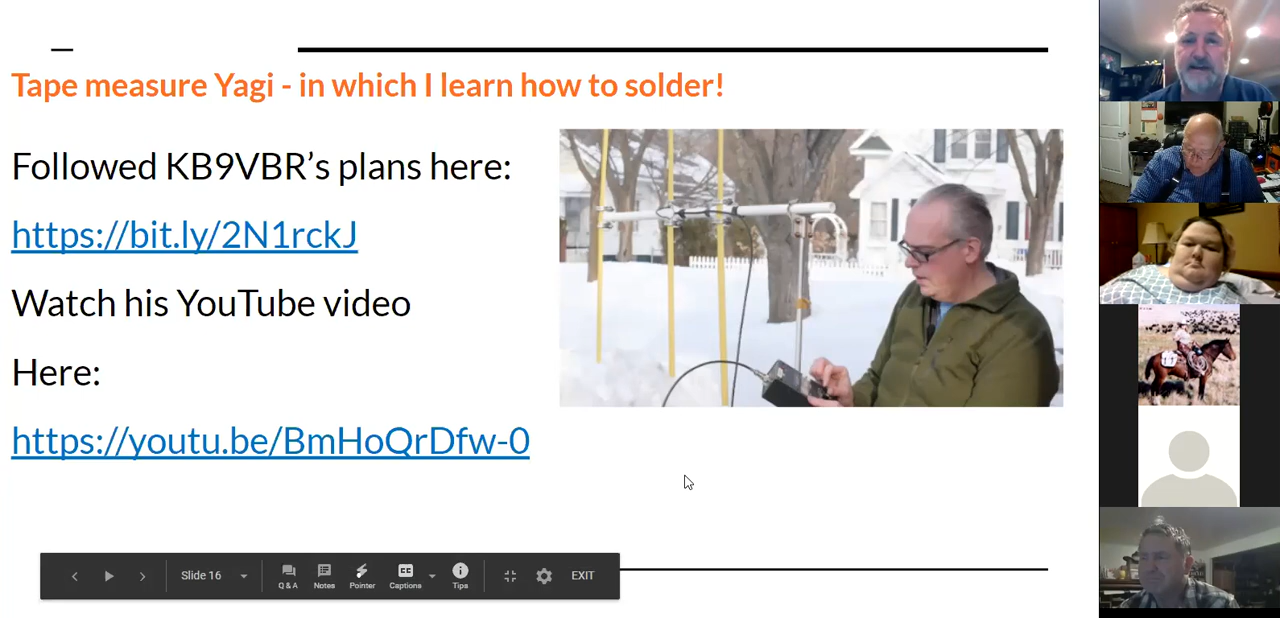 Tape measure Yagi - in which I learn how to solder!
Followed KB9VBR’s plans here:
https://bit.ly/2N1rckJ
Watch his YouTube video
Here:
https://youtu.be/BmHoQrDfw-0
Slide 16
Q & A
Notes
Pointer
Captions
Tips
EXIT